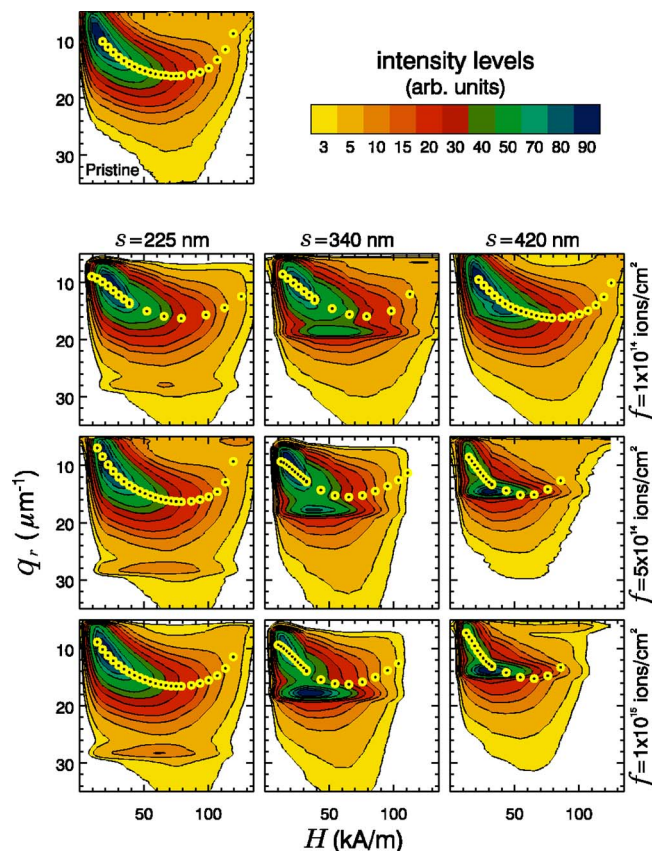 intensity levels
(arb. units)
3 5 10 15 20 30 40 50 70 80 90
10
20
30
Pristine
s=225 nm s=340 nm s=420 nm
10
20
30
f=1x10¹⁴ ions/cm²
10
20
30
f=5x10¹⁴ ions/cm²
10
20
30
f=1x10¹⁵ ions/cm²
q_r (μm⁻¹)
50 100 50 100 50 100
H (kA/m)